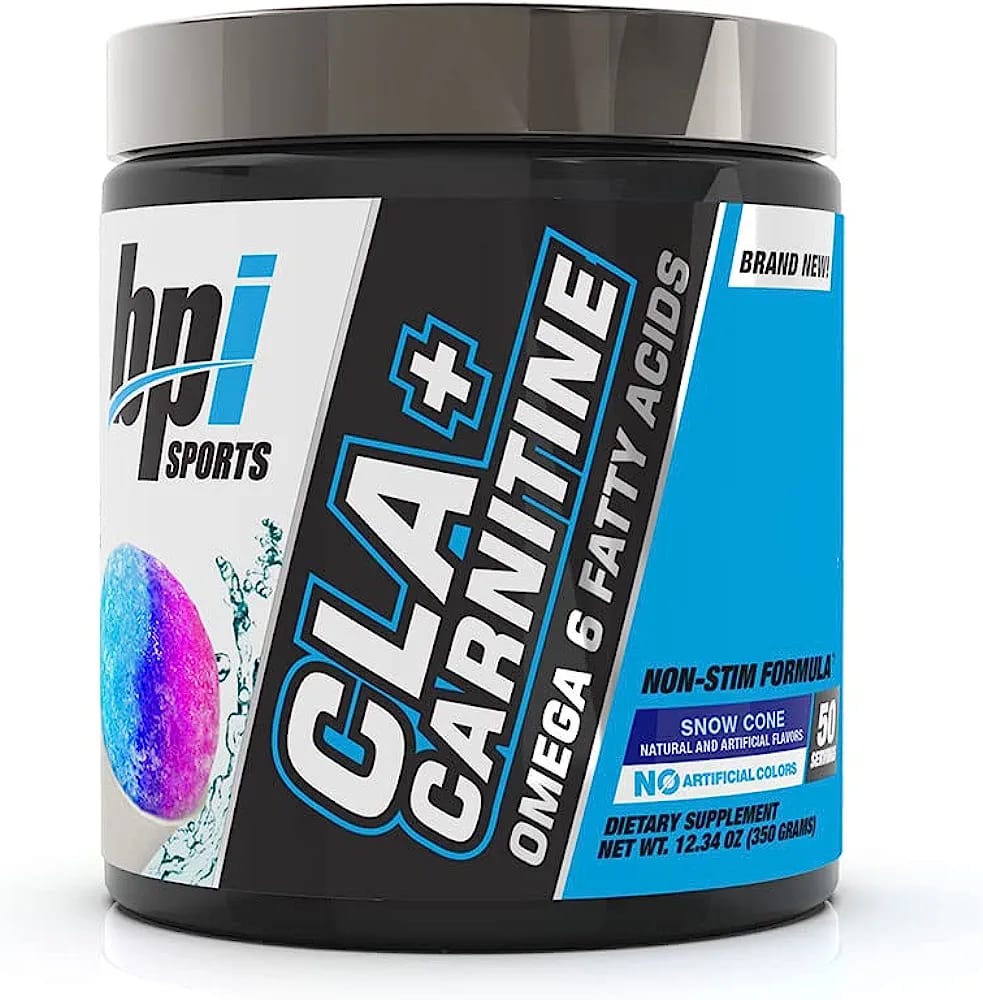 bpi
SPORTS
CLA+
CARNITINE
OMEGA 6 FATTY ACIDS
BRAND NEW!
NON-STIM FORMULA*
SNOW CONE
NATURAL AND ARTIFICIAL FLAVORS
50
SERVINGS
NO ARTIFICIAL COLORS
DIETARY SUPPLEMENT
NET WT. 12.34 OZ (350 GRAMS)